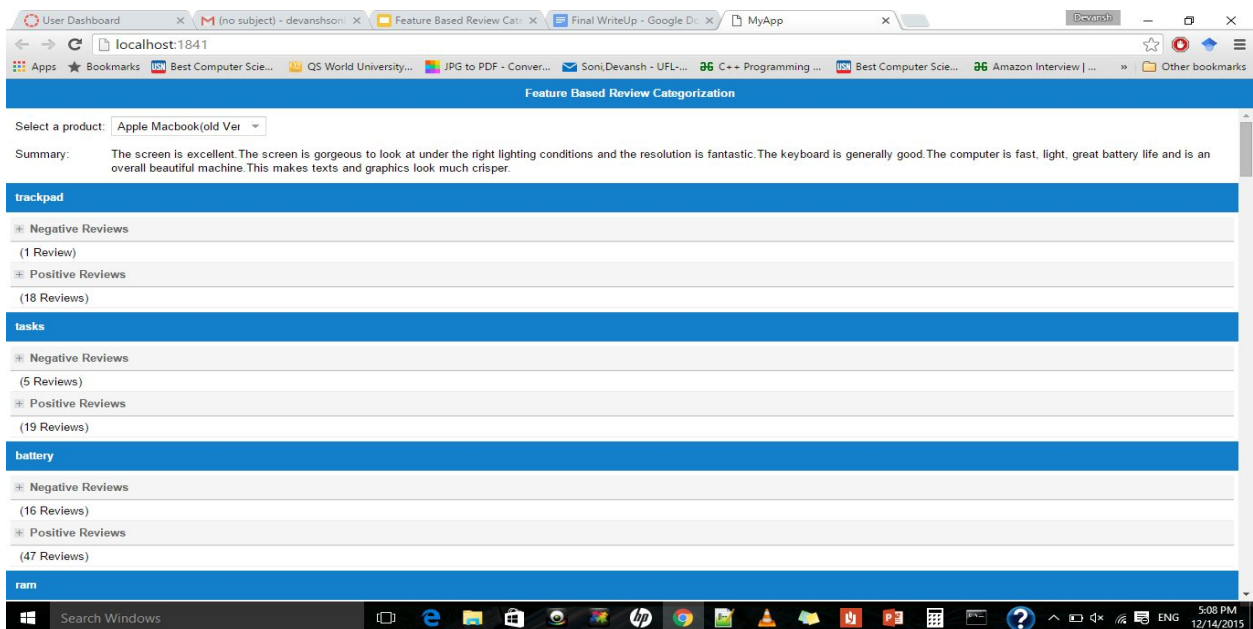 User Dashboard
(no subject) - devanshsoni
Feature Based Review Cate
Final WriteUp - Google Do
MyApp
Devansh
localhost:1841
Apps
Bookmarks
USN Best Computer Scie...
QS World University...
JPG to PDF - Conver...
Soni,Devansh - UFL-...
C++ Programming ...
USN Best Computer Scie...
Amazon Interview | ...
»
Other bookmarks
Feature Based Review Categorization
Select a product: Apple Macbook(old Ver
Summary: The screen is excellent.The screen is gorgeous to look at under the right lighting conditions and the resolution is fantastic.The keyboard is generally good.The computer is fast, light, great battery life and is an
overall beautiful machine.This makes texts and graphics look much crisper.
trackpad
Negative Reviews
(1 Review)
Positive Reviews
(18 Reviews)
tasks
Negative Reviews
(5 Reviews)
Positive Reviews
(19 Reviews)
battery
Negative Reviews
(16 Reviews)
Positive Reviews
(47 Reviews)
ram
Search Windows
ENG
5:08 PM
12/14/2015